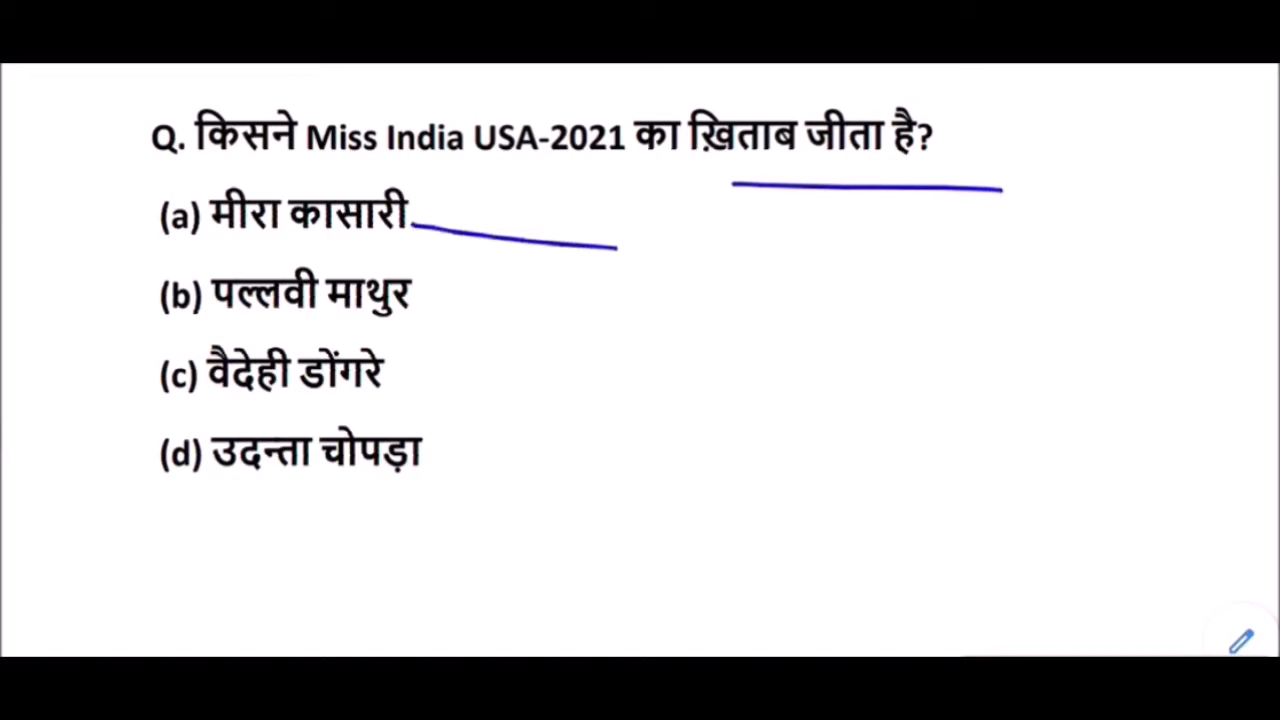 Q. किसने Miss India USA-2021 का ख़िताब जीता है?
(a) मीरा कासारी
(b) पल्लवी माथुर
(c) वैदेही डोंगरे
(d) उदन्ता चोपड़ा